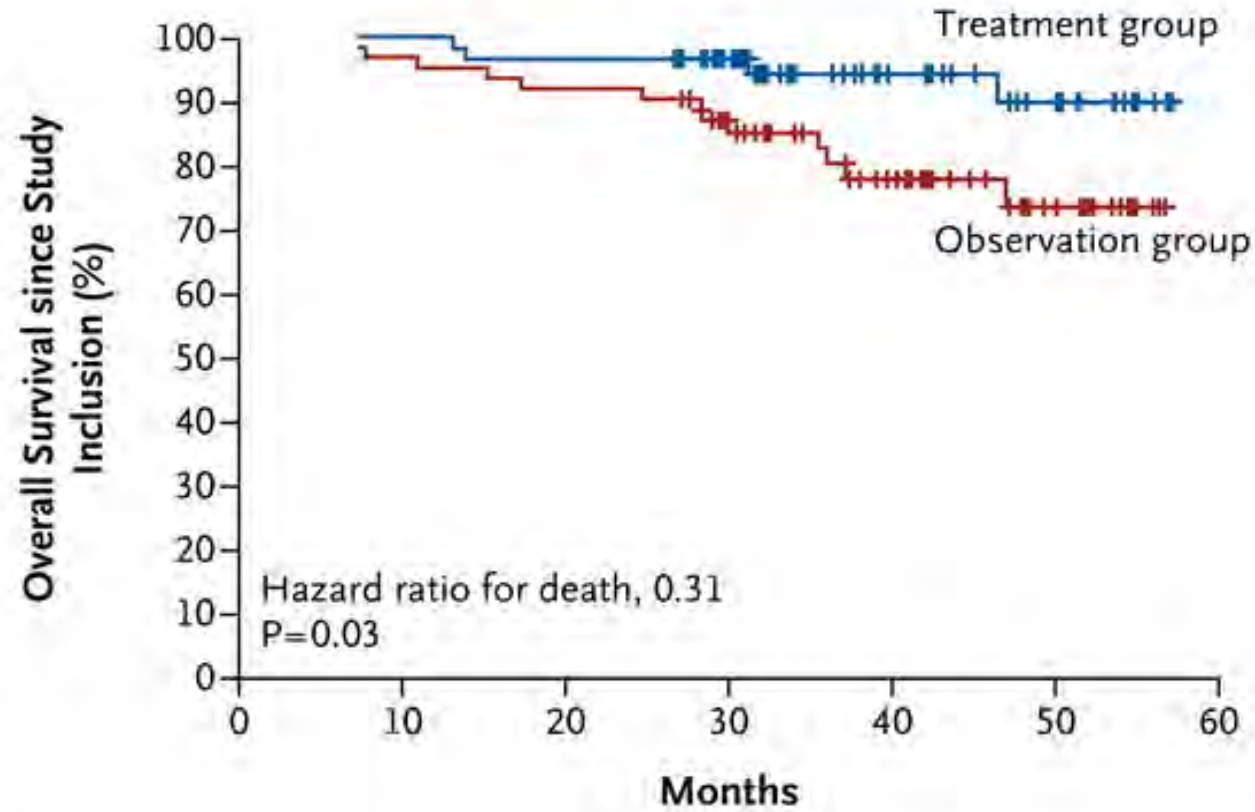 Treatment group
Observation group
Overall Survival since Study
Inclusion (%)
100
90
80
70
60
50
40
30
20
10
0
Hazard ratio for death, 0.31
P=0.03
0 10 20 30 40 50 60
Months